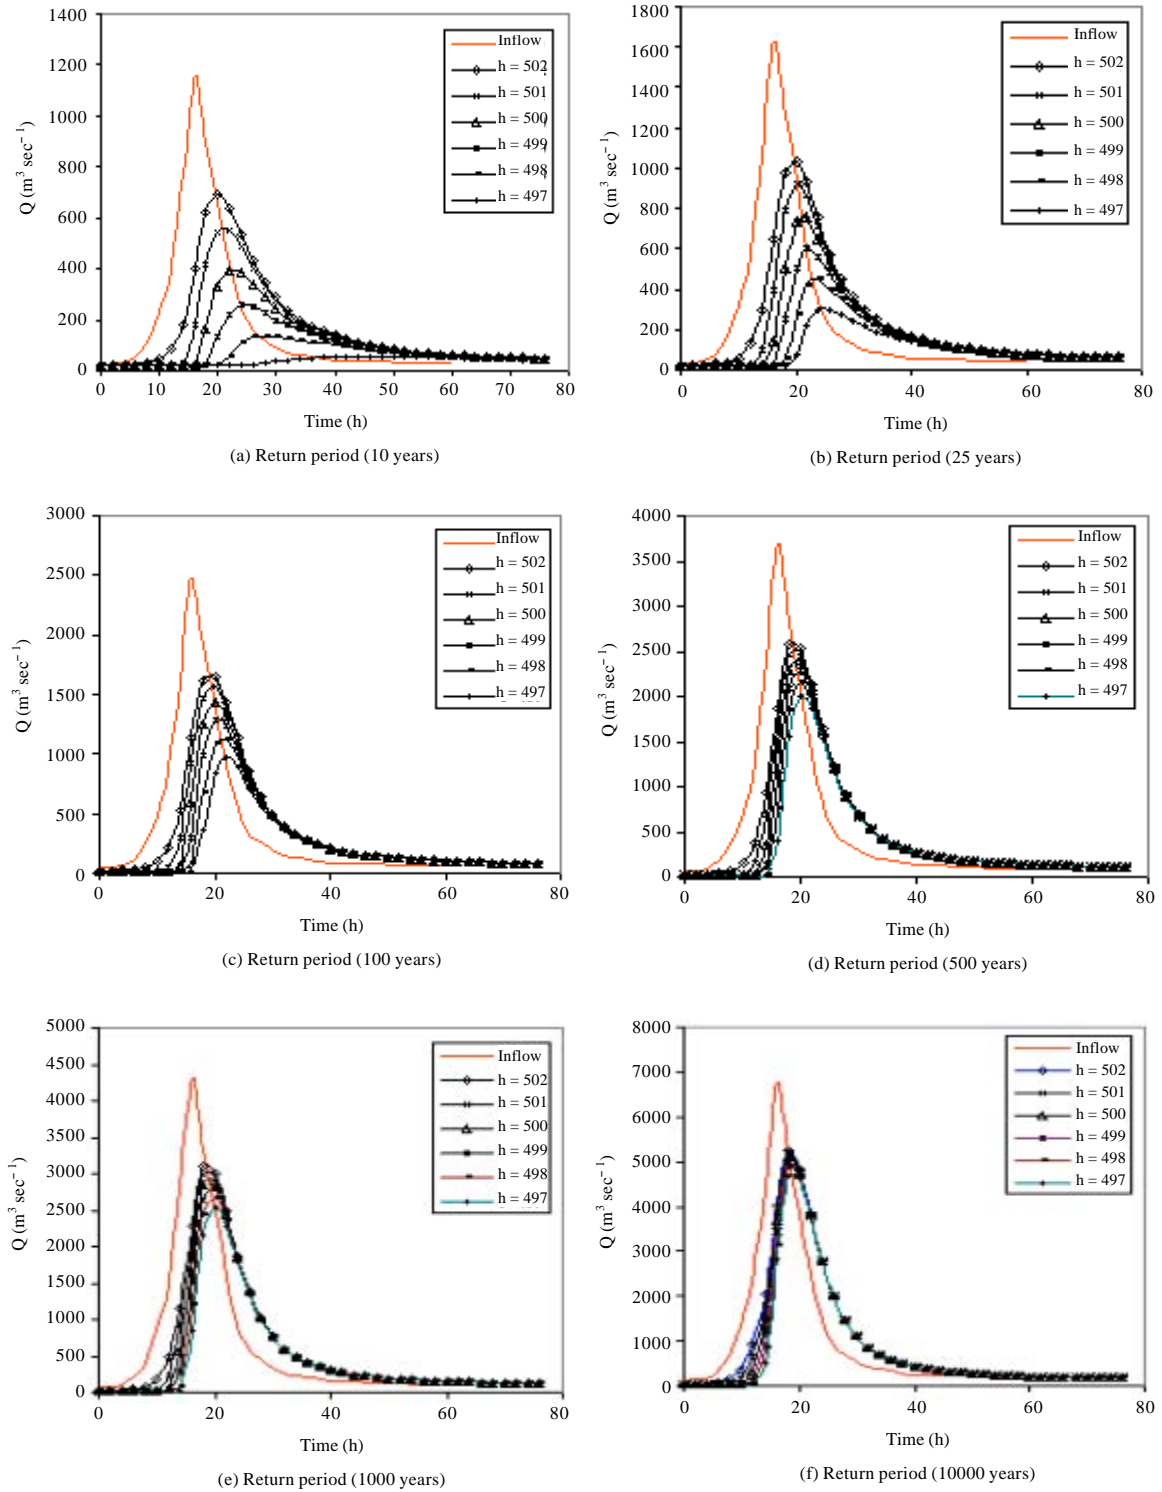 1400
1200
1000
800
600
400
200
0
Q (m³ sec⁻¹)
0 10 20 30 40 50 60 70 80
Time (h)
Inflow
h = 502
h = 501
h = 500
h = 499
h = 498
h = 497
(a) Return period (10 years)
1800
1600
1400
1200
1000
800
600
400
200
0
Q (m³ sec⁻¹)
0 20 40 60 80
Time (h)
Inflow
h = 502
h = 501
h = 500
h = 499
h = 498
h = 497
(b) Return period (25 years)
3000
2500
2000
1500
1000
500
0
Q (m³ sec⁻¹)
0 20 40 60 80
Time (h)
Inflow
h = 502
h = 501
h = 500
h = 499
h = 498
h = 497
(c) Return period (100 years)
4000
3500
3000
2500
2000
1500
1000
500
0
Q (m³ sec⁻¹)
0 20 40 60 80
Time (h)
Inflow
h = 502
h = 501
h = 500
h = 499
h = 498
h = 497
(d) Return period (500 years)
5000
4500
4000
3500
3000
2500
2000
1500
1000
500
0
Q (m³ sec⁻¹)
0 20 40 60 80
Time (h)
Inflow
h = 502
h = 501
h = 500
h = 499
h = 498
h = 497
(e) Return period (1000 years)
8000
7000
6000
5000
4000
3000
2000
1000
0
Q (m³ sec⁻¹)
0 20 40 60 80
Time (h)
Inflow
h = 502
h = 501
h = 500
h = 499
h = 498
h = 497
(f) Return period (10000 years)